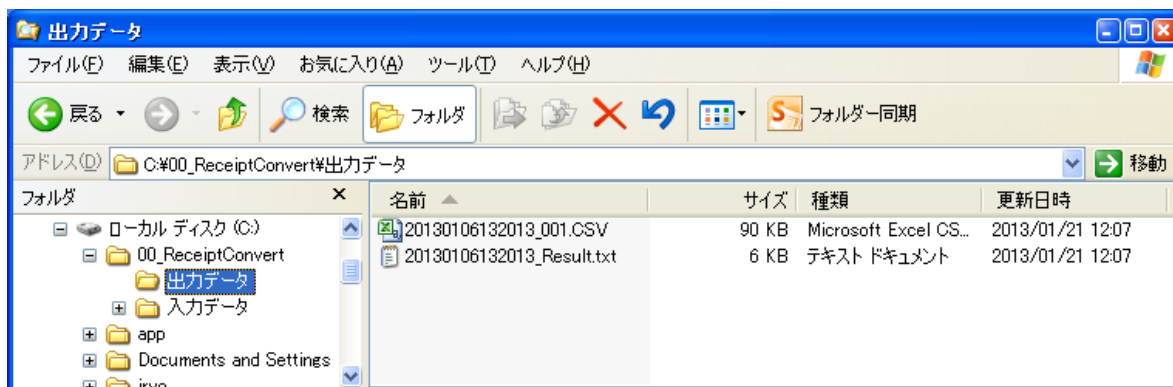 出力データ
ファイル(F) 編集(E) 表示(V) お気に入り(A) ツール(T) ヘルプ(H)
戻る 検索 フォルダ フォルダー同期
アドレス(D) C:¥00_ReceiptConvert¥出力データ 移動
フォルダ × 名前 サイズ 種類 更新日時
ローカル ディスク (C:) 20130106132013_001.CSV 90 KB Microsoft Excel CS... 2013/01/21 12:07
00_ReceiptConvert 20130106132013_Result.txt 6 KB テキスト ドキュメント 2013/01/21 12:07
出力データ
入力データ
app
Documents and Settings